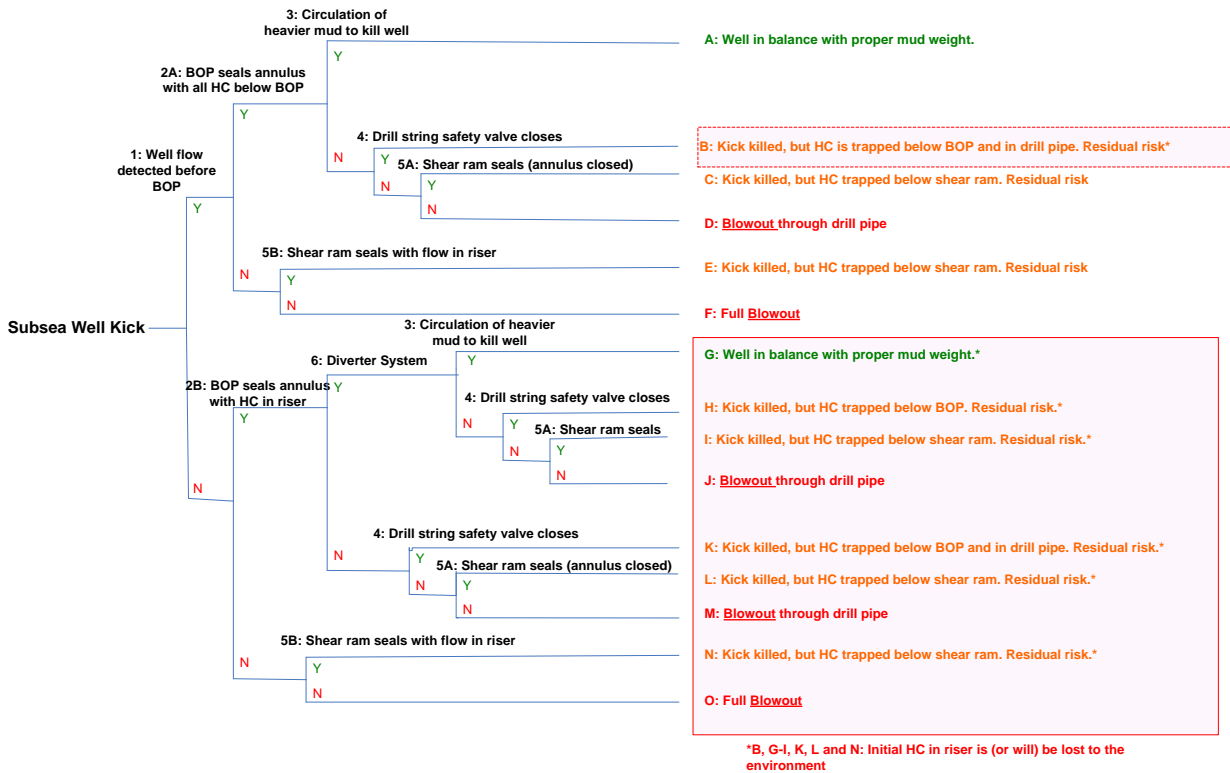 3: Circulation of
heavier mud to kill well
A: Well in balance with proper mud weight.
Y
2A: BOP seals annulus
with all HC below BOP
Y
4: Drill string safety valve closes
B: Kick killed, but HC is trapped below BOP and in drill pipe. Residual risk*
1: Well flow
detected before
BOP
N
Y
5A: Shear ram seals (annulus closed)
C: Kick killed, but HC trapped below shear ram. Residual risk
N
Y
Y
N
D: Blowout through drill pipe
5B: Shear ram seals with flow in riser
E: Kick killed, but HC trapped below shear ram. Residual risk
N
Y
N
F: Full Blowout
Subsea Well Kick
3: Circulation of heavier
mud to kill well
G: Well in balance with proper mud weight.*
6: Diverter System
Y
2B: BOP seals annulus
with HC in riser
Y
Y
4: Drill string safety valve closes
H: Kick killed, but HC trapped below BOP. Residual risk.*
N
Y
5A: Shear ram seals
I: Kick killed, but HC trapped below shear ram. Residual risk.*
N
Y
N
J: Blowout through drill pipe
N
4: Drill string safety valve closes
K: Kick killed, but HC trapped below BOP and in drill pipe. Residual risk.*
N
Y
5A: Shear ram seals (annulus closed)
L: Kick killed, but HC trapped below shear ram. Residual risk.*
N
Y
N
M: Blowout through drill pipe
5B: Shear ram seals with flow in riser
N: Kick killed, but HC trapped below shear ram. Residual risk.*
N
Y
N
O: Full Blowout
*B, G-I, K, L and N: Initial HC in riser is (or will) be lost to the
environment